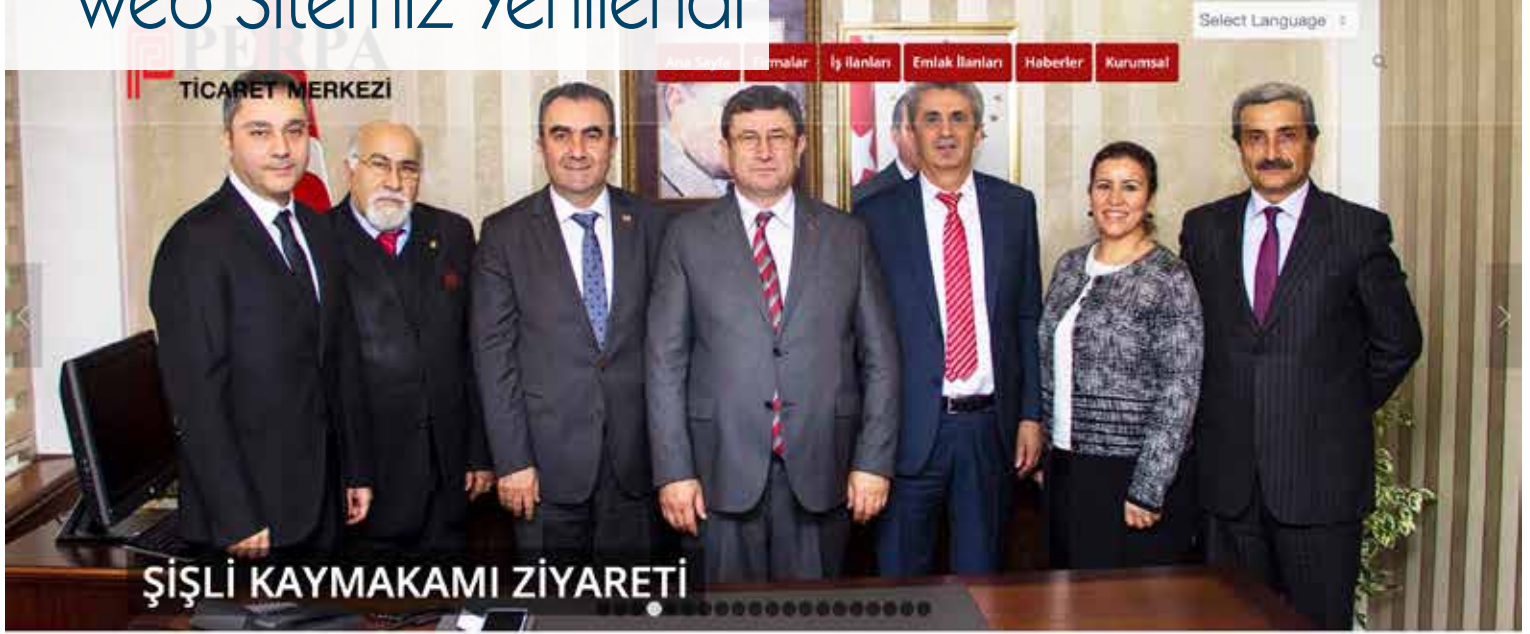 Web Sitemiz Yenilendi
Select Language
PERPA
TİCARET MERKEZİ
Ana Sayfa Firmalar İş ilanları Emlak İlanları Haberler Kurumsal
ŞİŞLİ KAYMAKAMI ZİYARETİ